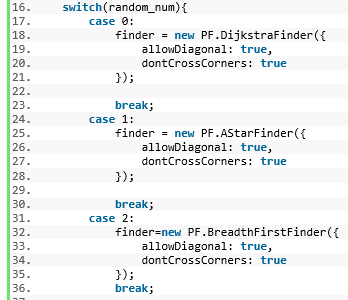 16. switch(random_num){
17. case 0:
18. finder = new PF.DijkstraFinder({
19. allowDiagonal: true,
20. dontCrossCorners: true
21. });
22.
23. break;
24. case 1:
25. finder = new PF.AStarFinder({
26. allowDiagonal: true,
27. dontCrossCorners: true
28. });
29.
30. break;
31. case 2:
32. finder=new PF.BreadthFirstFinder({
33. allowDiagonal: true,
34. dontCrossCorners: true
35. });
36. break;